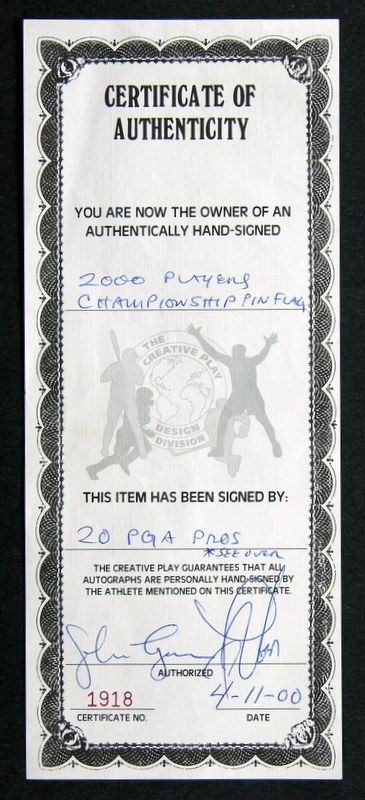 CERTIFICATE OF
AUTHENTICITY
YOU ARE NOW THE OWNER OF AN
AUTHENTICALLY HAND-SIGNED
2000 PLAYERS
CHAMPIONSHIP PIN FLAG
THE
CREATIVE PLAY
DESIGN
DIVISION
THIS ITEM HAS BEEN SIGNED BY:
20 PGA PROS
*SEE OVER
THE CREATIVE PLAY GUARANTEES THAT ALL
AUTOGRAPHS ARE PERSONALLY HAND-SIGNED BY
THE ATHLETE MENTIONED ON THIS CERTIFICATE.
AUTHORIZED
1918 4-11-00
CERTIFICATE NO. DATE